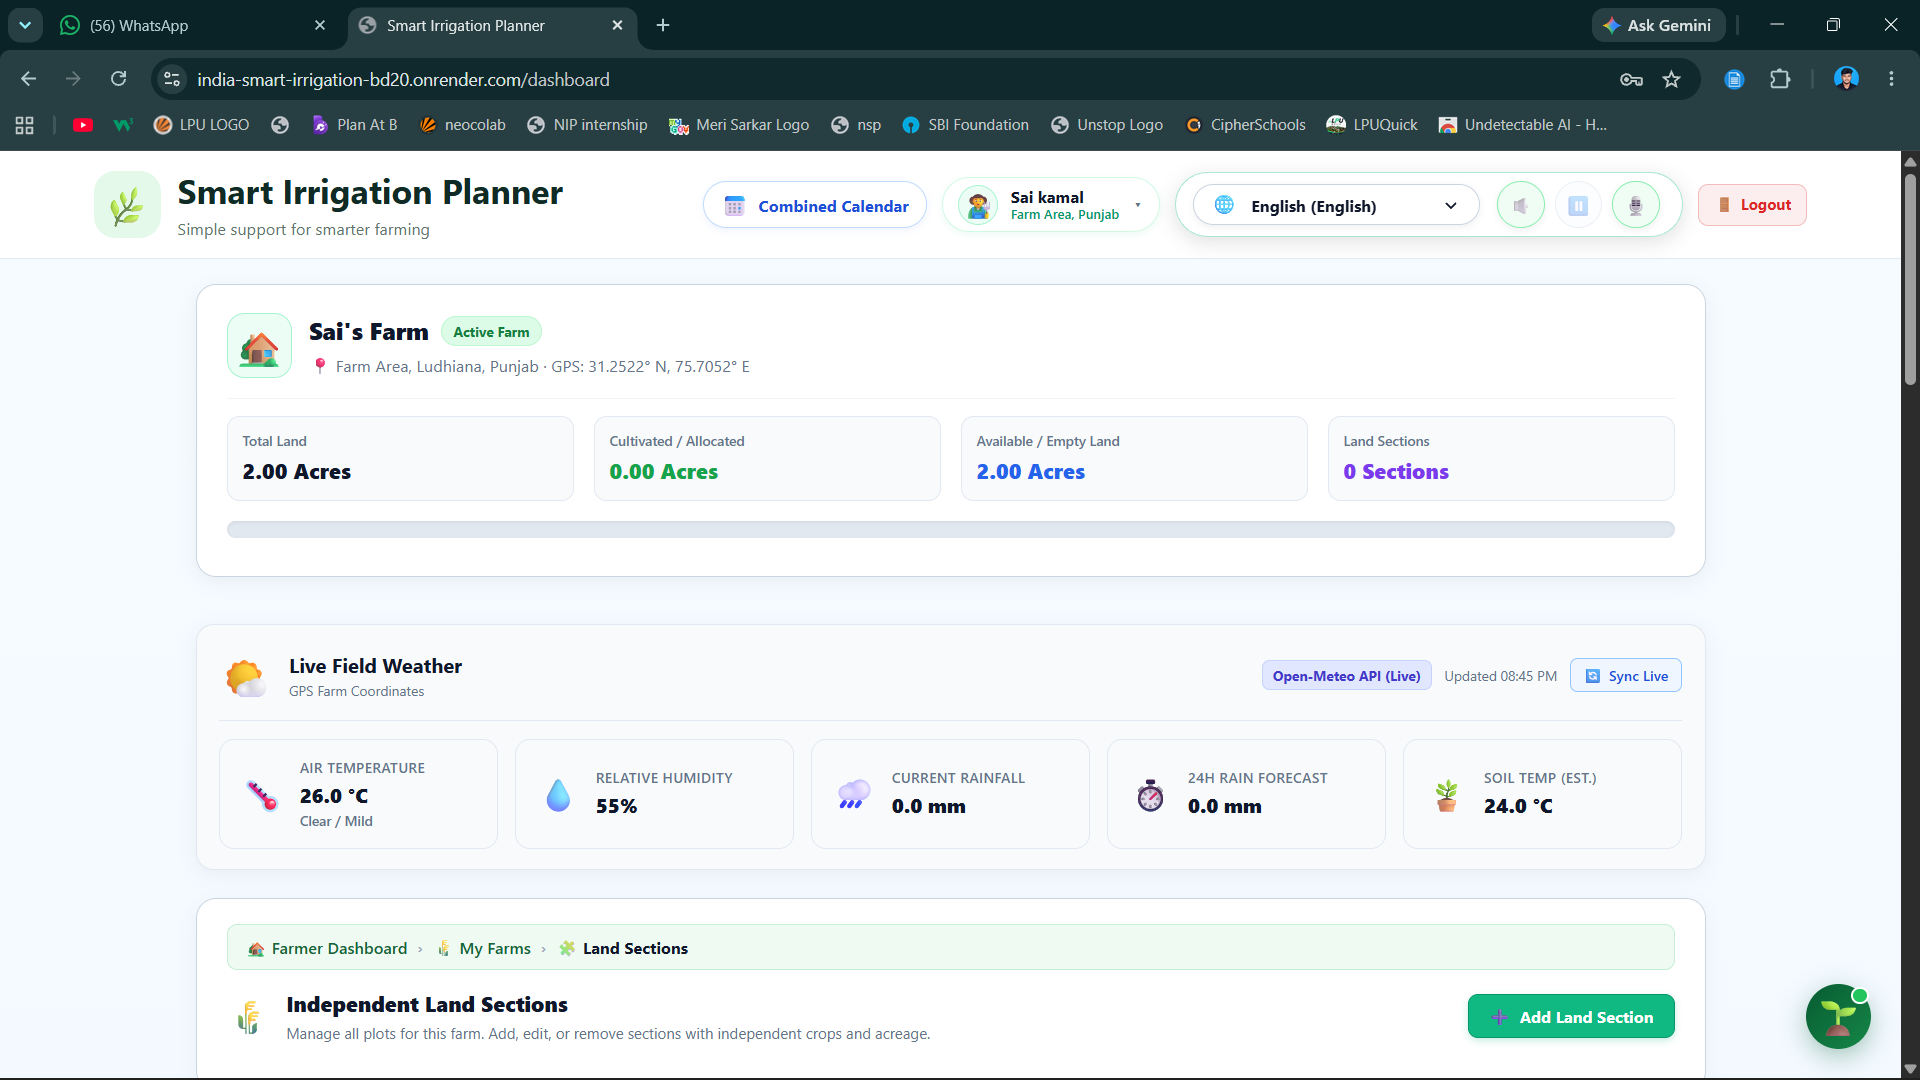 (56) WhatsApp
Smart Irrigation Planner
Ask Gemini
india-smart-irrigation-bd20.onrender.com/dashboard
LPU LOGO
Plan At B
neocolab
NIP internship
Meri Sarkar Logo
nsp
SBI Foundation
Unstop Logo
CipherSchools
LPUQuick
Undetectable AI - H...
Smart Irrigation Planner
Simple support for smarter farming
Combined Calendar
Sai kamal
Farm Area, Punjab
English (English)
Logout
Sai's Farm
Active Farm
Farm Area, Ludhiana, Punjab · GPS: 31.2522° N, 75.7052° E
Total Land
2.00 Acres
Cultivated / Allocated
0.00 Acres
Available / Empty Land
2.00 Acres
Land Sections
0 Sections
Live Field Weather
GPS Farm Coordinates
Open-Meteo API (Live)
Updated 08:45 PM
Sync Live
AIR TEMPERATURE
26.0 °C
Clear / Mild
RELATIVE HUMIDITY
55%
CURRENT RAINFALL
0.0 mm
24H RAIN FORECAST
0.0 mm
SOIL TEMP (EST.)
24.0 °C
Farmer Dashboard › My Farms › Land Sections
Independent Land Sections
Manage all plots for this farm. Add, edit, or remove sections with independent crops and acreage.
Add Land Section